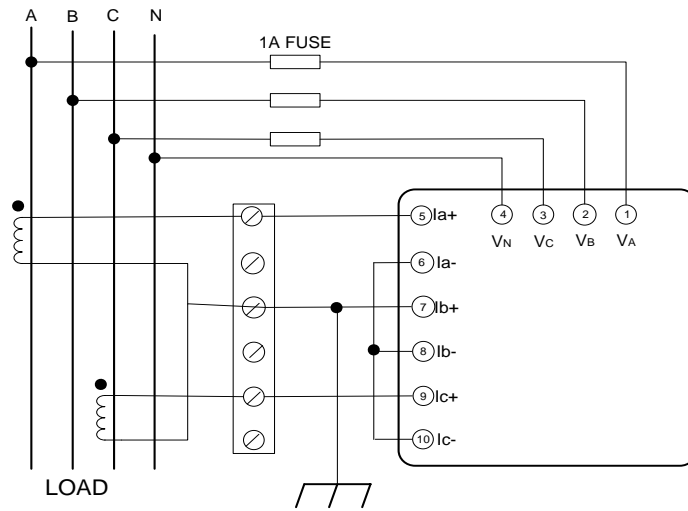 A B C N
1A FUSE
5 Ia+ 4 3 2 1
VN VC VB VA
6 Ia-
7 Ib+
8 Ib-
9 Ic+
10 Ic-
LOAD